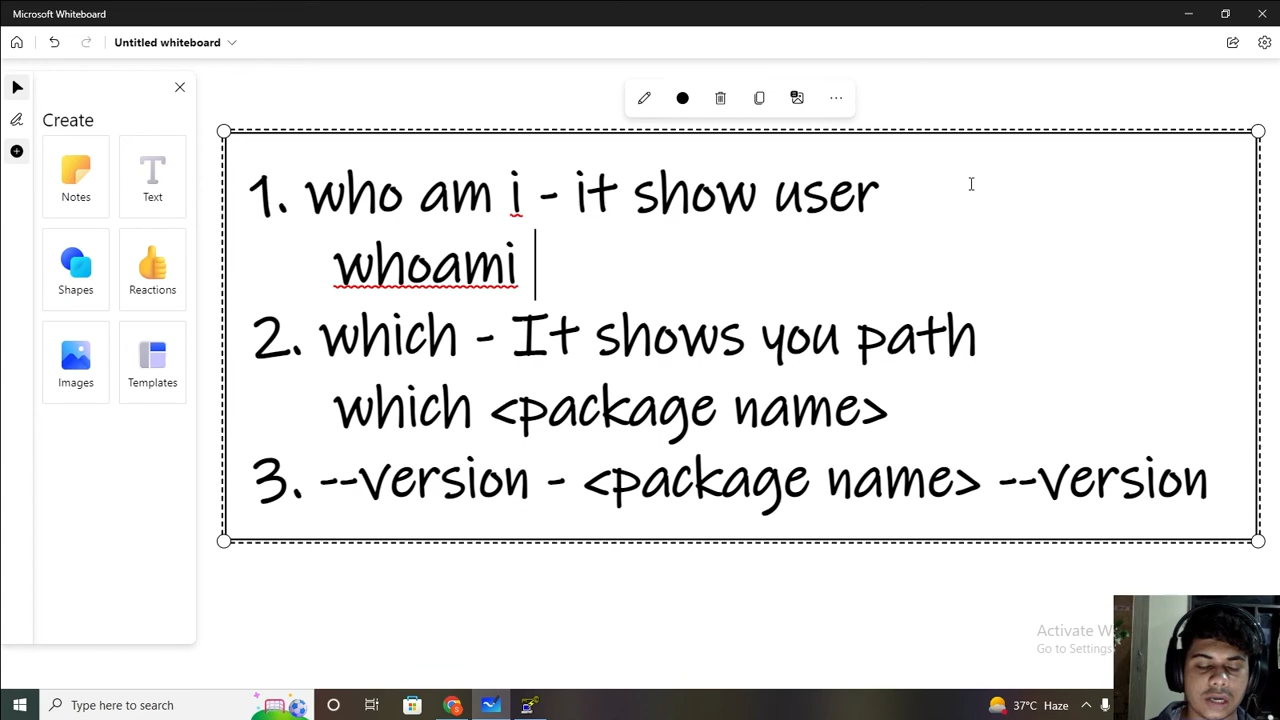 Microsoft Whiteboard
Untitled whiteboard
Create
Notes
Text
Shapes
Reactions
Images
Templates
1. who am i - it show user
whoami
2. which - It shows you path
which <package name>
3. --version - <package name> --version
Activate W
Go to Settings
Type here to search
37°C Haze